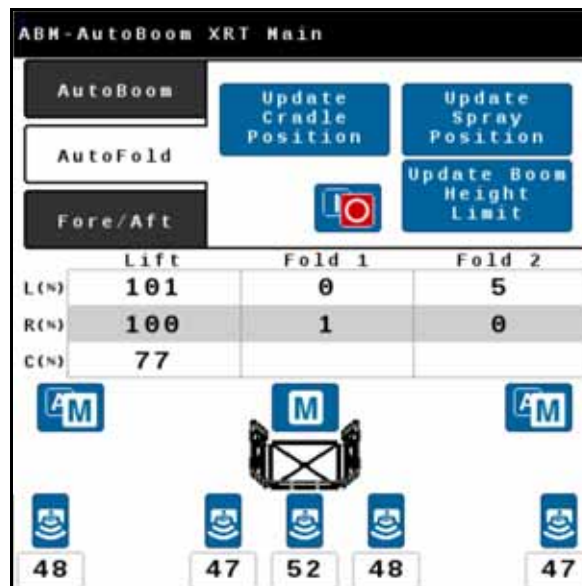 ABM-AutoBoom XRT Main
AutoBoom
Update
Cradle
Position
Update
Spray
Position
AutoFold
Update Boom
Height
Limit
Fore/Aft
Lift Fold 1 Fold 2
L(%) 101 0 5
R(%) 100 1 0
C(%) 77
A M
M
A M
48 47 52 48 47